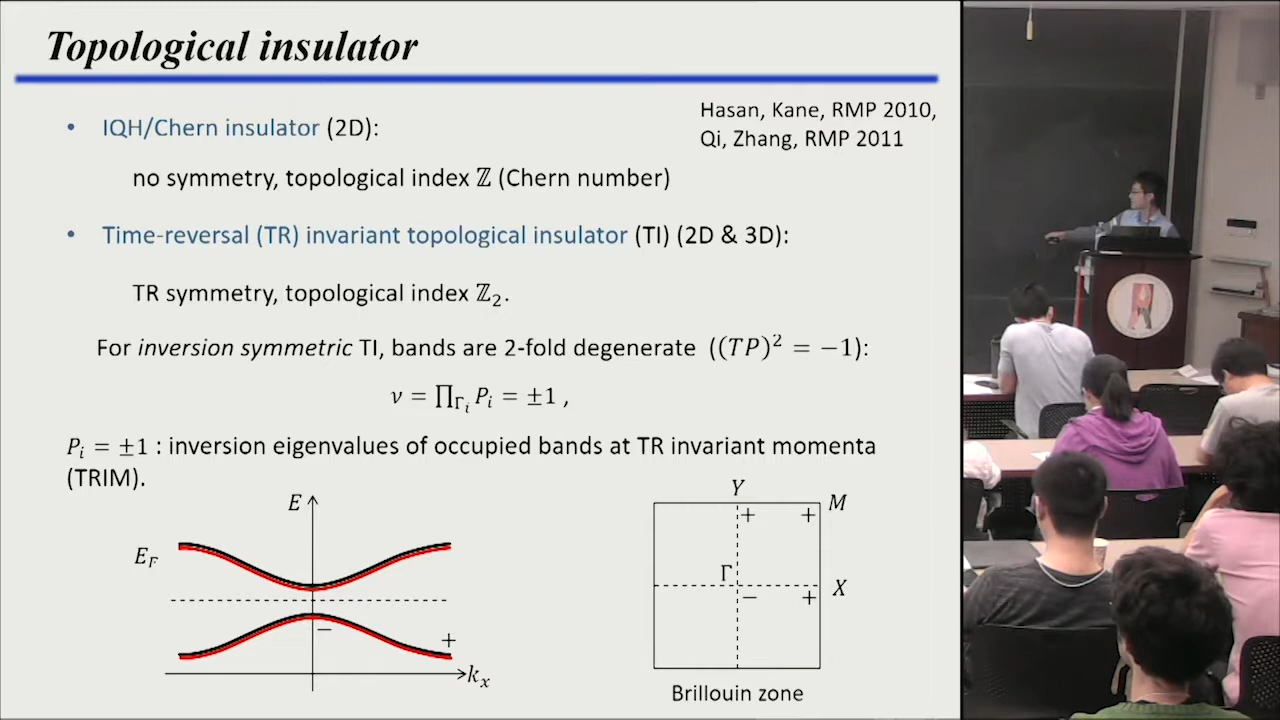 Topological insulator
Hasan, Kane, RMP 2010,
Qi, Zhang, RMP 2011
• IQH/Chern insulator (2D):
no symmetry, topological index ℤ (Chern number)
• Time-reversal (TR) invariant topological insulator (TI) (2D & 3D):
TR symmetry, topological index ℤ₂.
For inversion symmetric TI, bands are 2-fold degenerate ((TP)² = −1):
ν = ∏_{Γᵢ} Pᵢ = ±1 ,
Pᵢ = ±1 : inversion eigenvalues of occupied bands at TR invariant momenta
(TRIM).
E
E_F
−
+
kₓ
Y
+ + M
Γ
− + X
Brillouin zone